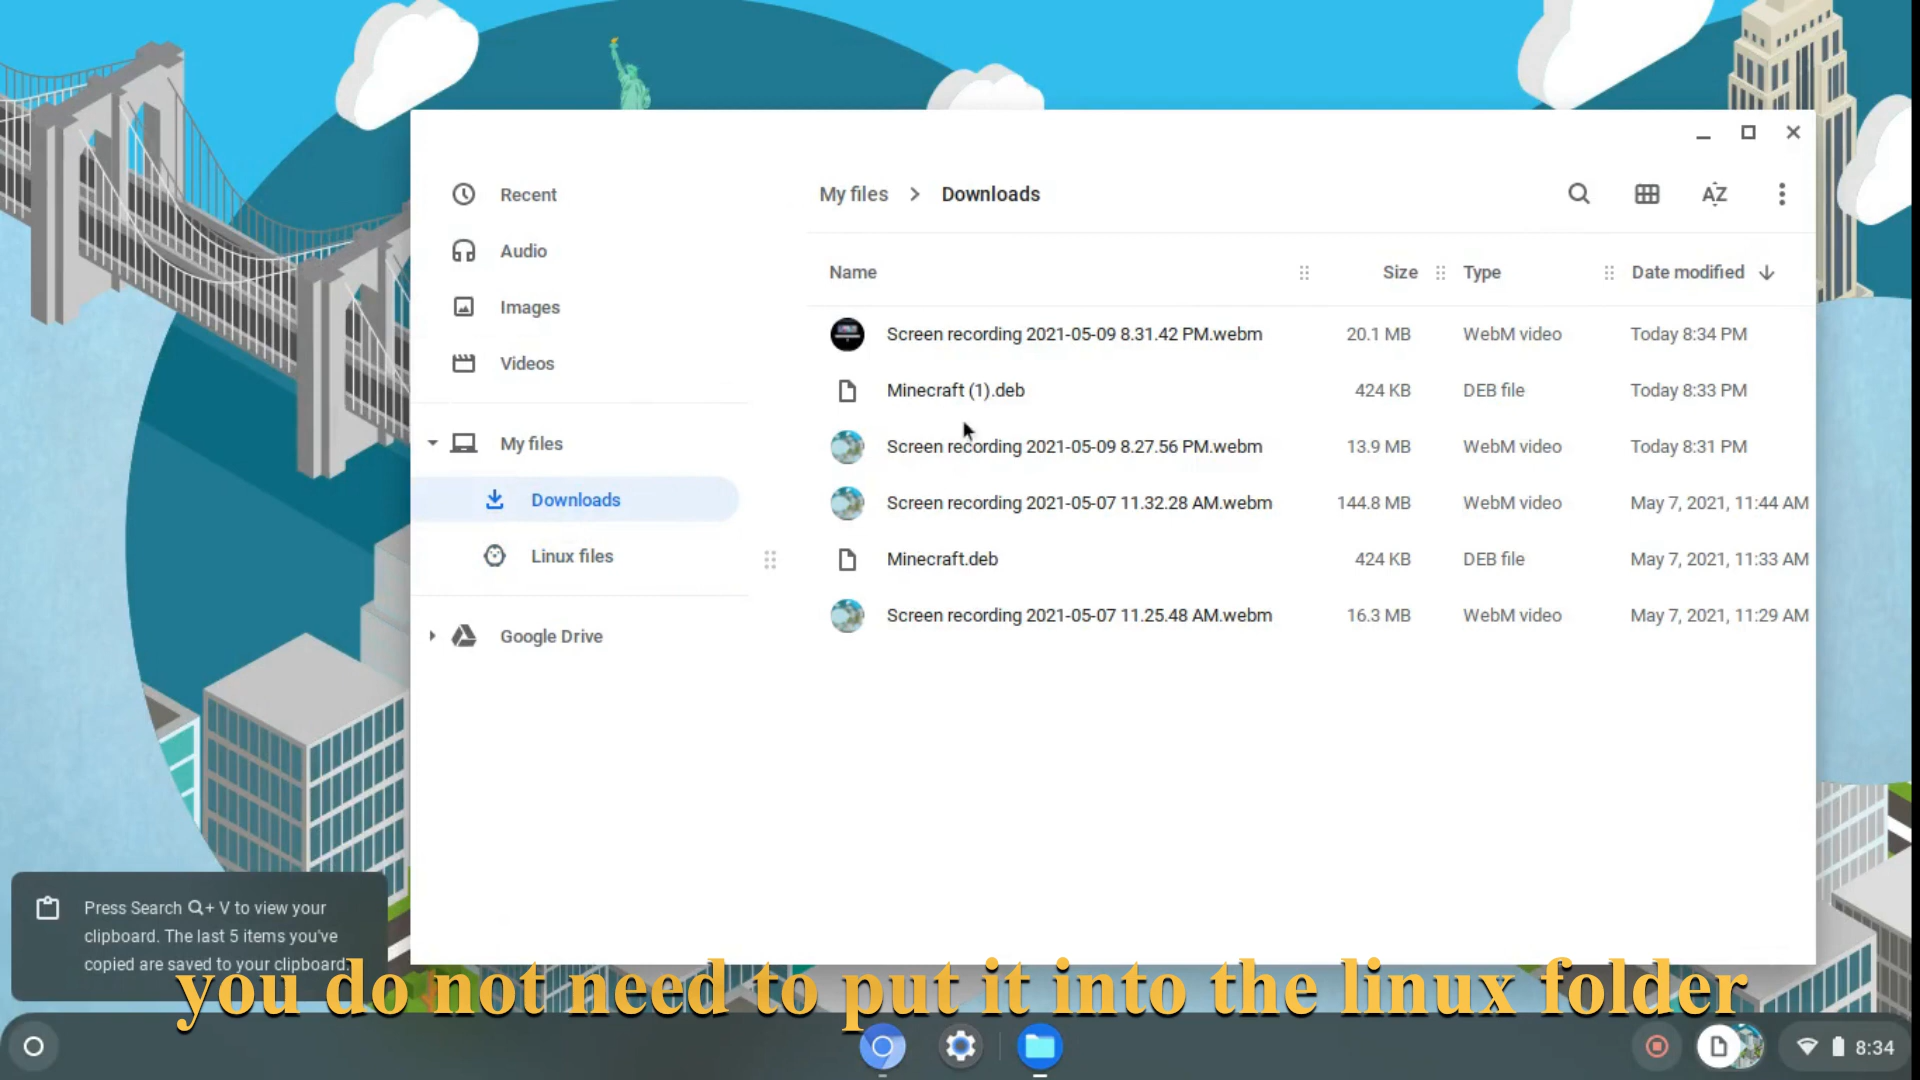 Recent
Audio
Images
Videos
My files
Downloads
Linux files
Google Drive
My files > Downloads
AZ
Name Size Type Date modified
Screen recording 2021-05-09 8.31.42 PM.webm 20.1 MB WebM video Today 8:34 PM
Minecraft (1).deb 424 KB DEB file Today 8:33 PM
Screen recording 2021-05-09 8.27.56 PM.webm 13.9 MB WebM video Today 8:31 PM
Screen recording 2021-05-07 11.32.28 AM.webm 144.8 MB WebM video May 7, 2021, 11:44 AM
Minecraft.deb 424 KB DEB file May 7, 2021, 11:33 AM
Screen recording 2021-05-07 11.25.48 AM.webm 16.3 MB WebM video May 7, 2021, 11:29 AM
Press Search + V to view your
clipboard. The last 5 items you've
copied are saved to your clipboard.
you do not need to put it into the linux folder
8:34